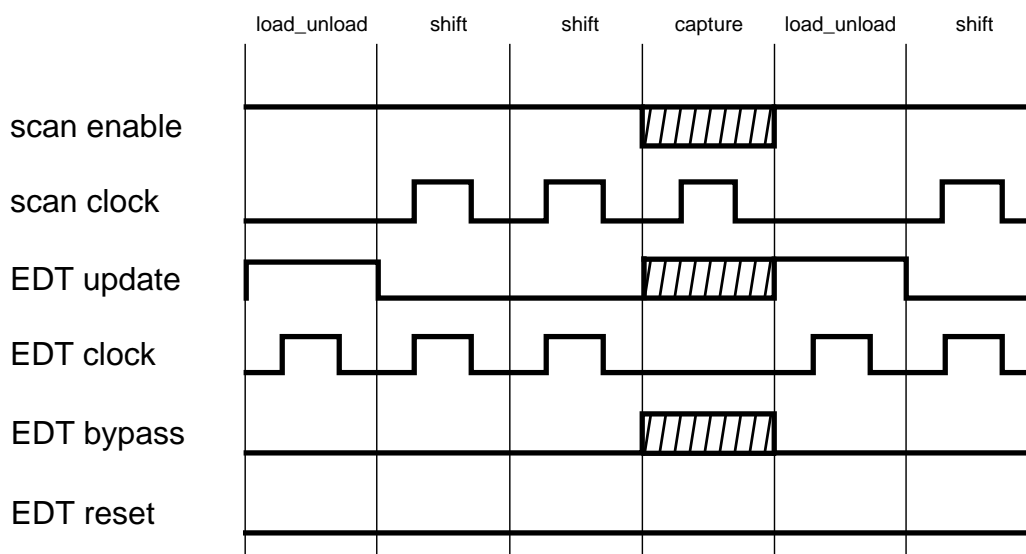 load_unload shift shift capture load_unload shift
scan enable
scan clock
EDT update
EDT clock
EDT bypass
EDT reset